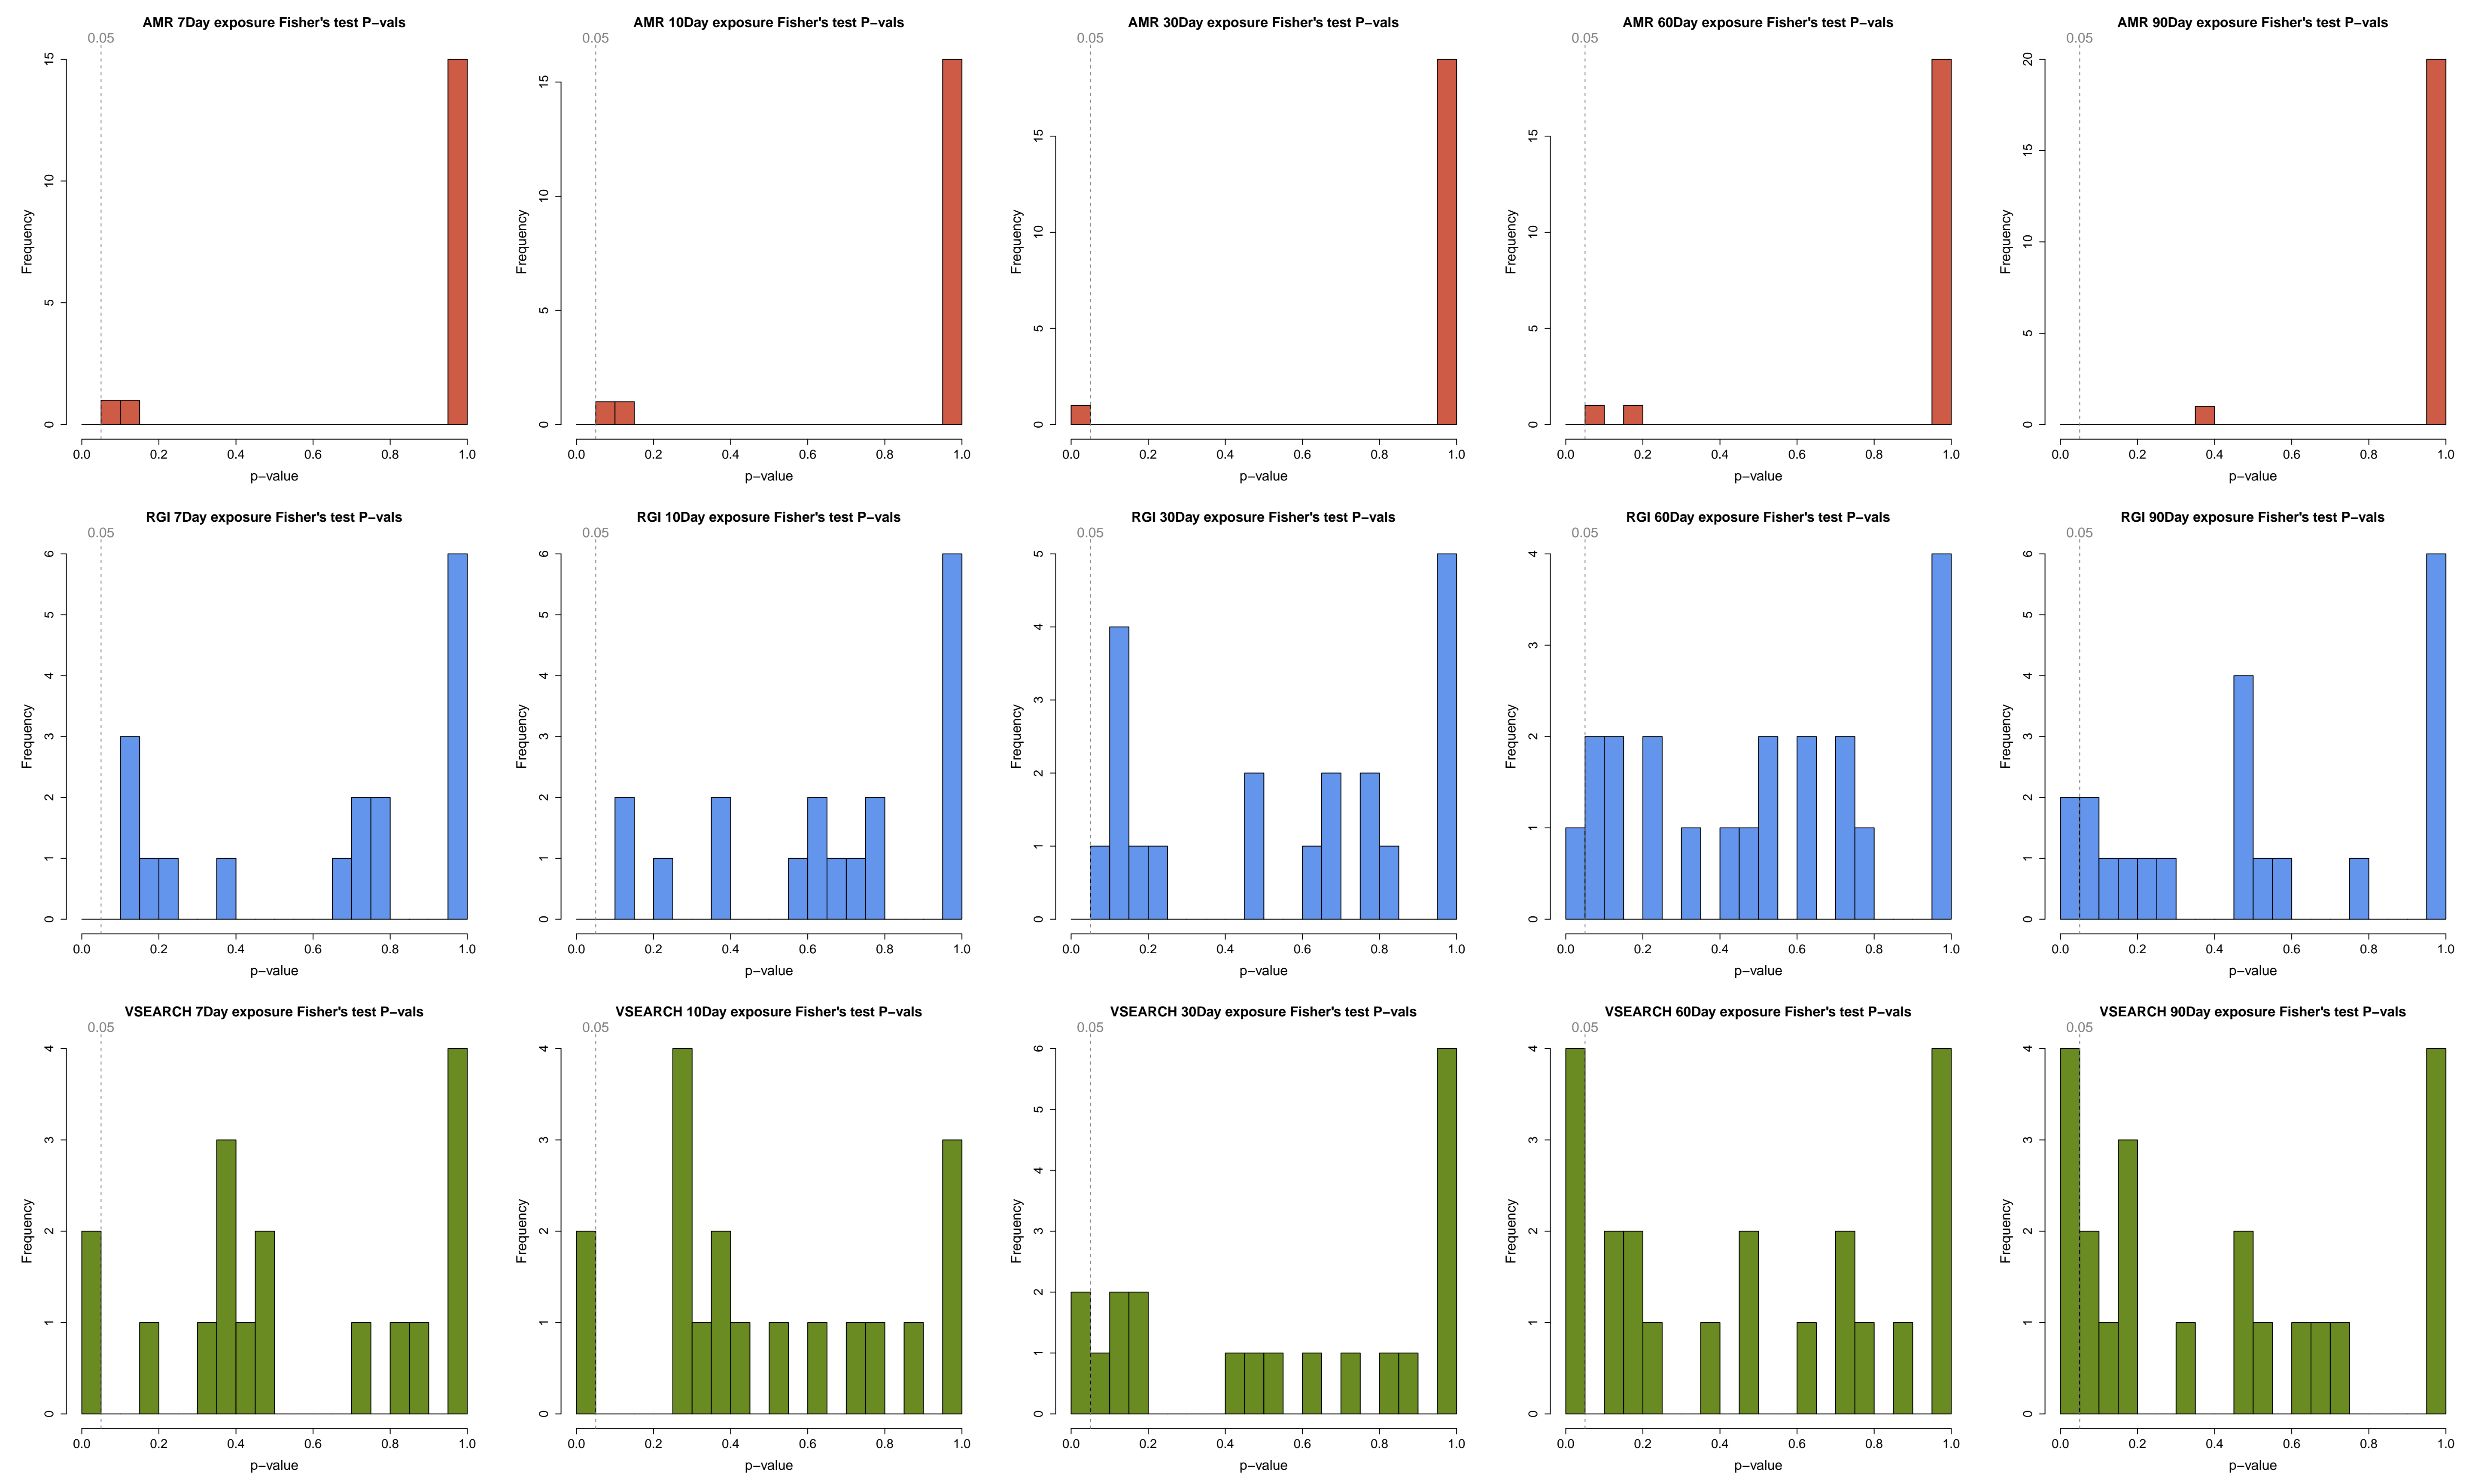 AMR 7Day exposure Fisher's test P−vals
0.05
Frequency
0 5 10 15
0.0 0.2 0.4 0.6 0.8 1.0
p−value
AMR 10Day exposure Fisher's test P−vals
0.05
Frequency
0 5 10 15
0.0 0.2 0.4 0.6 0.8 1.0
p−value
AMR 30Day exposure Fisher's test P−vals
0.05
Frequency
0 5 10 15
0.0 0.2 0.4 0.6 0.8 1.0
p−value
AMR 60Day exposure Fisher's test P−vals
0.05
Frequency
0 5 10 15
0.0 0.2 0.4 0.6 0.8 1.0
p−value
AMR 90Day exposure Fisher's test P−vals
0.05
Frequency
0 5 10 15 20
0.0 0.2 0.4 0.6 0.8 1.0
p−value
RGI 7Day exposure Fisher's test P−vals
0.05
Frequency
0 1 2 3 4 5 6
0.0 0.2 0.4 0.6 0.8 1.0
p−value
RGI 10Day exposure Fisher's test P−vals
0.05
Frequency
0 1 2 3 4 5 6
0.0 0.2 0.4 0.6 0.8 1.0
p−value
RGI 30Day exposure Fisher's test P−vals
0.05
Frequency
0 1 2 3 4 5
0.0 0.2 0.4 0.6 0.8 1.0
p−value
RGI 60Day exposure Fisher's test P−vals
0.05
Frequency
0 1 2 3 4
0.0 0.2 0.4 0.6 0.8 1.0
p−value
RGI 90Day exposure Fisher's test P−vals
0.05
Frequency
0 1 2 3 4 5 6
0.0 0.2 0.4 0.6 0.8 1.0
p−value
VSEARCH 7Day exposure Fisher's test P−vals
0.05
Frequency
0 1 2 3 4
0.0 0.2 0.4 0.6 0.8 1.0
p−value
VSEARCH 10Day exposure Fisher's test P−vals
0.05
Frequency
0 1 2 3 4
0.0 0.2 0.4 0.6 0.8 1.0
p−value
VSEARCH 30Day exposure Fisher's test P−vals
0.05
Frequency
0 1 2 3 4 5 6
0.0 0.2 0.4 0.6 0.8 1.0
p−value
VSEARCH 60Day exposure Fisher's test P−vals
0.05
Frequency
0 1 2 3 4
0.0 0.2 0.4 0.6 0.8 1.0
p−value
VSEARCH 90Day exposure Fisher's test P−vals
0.05
Frequency
0 1 2 3 4
0.0 0.2 0.4 0.6 0.8 1.0
p−value